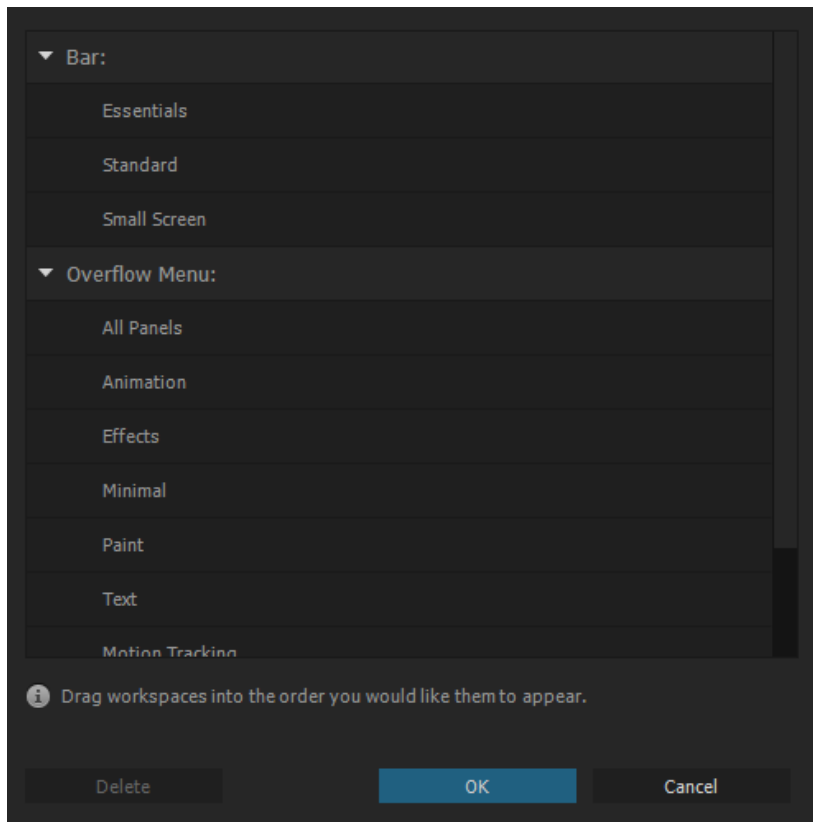 Bar:
Essentials
Standard
Small Screen
Overflow Menu:
All Panels
Animation
Effects
Minimal
Paint
Text
Motion Tracking
Drag workspaces into the order you would like them to appear.
Delete
OK
Cancel